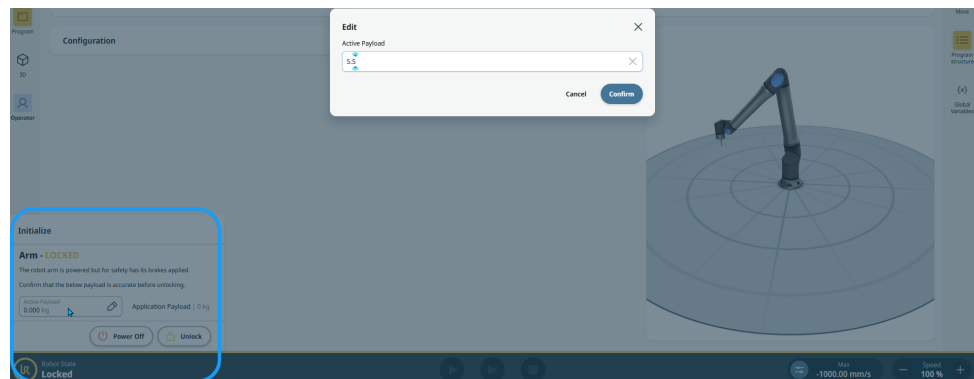 Program
Configuration
3D
Operator
Edit
Active Payload
5.5
Cancel
Confirm
Move
Program
structure
{x}
Global
Variables
Initialize
Arm - LOCKED
The robot arm is powered but for safety has its brakes applied.
Confirm that the below payload is accurate before unlocking.
Active Payload
0.000 kg
Application Payload | 0 kg
Power Off
Unlock
Robot State
Locked
Max
-1000.00 mm/s
Speed
100 %